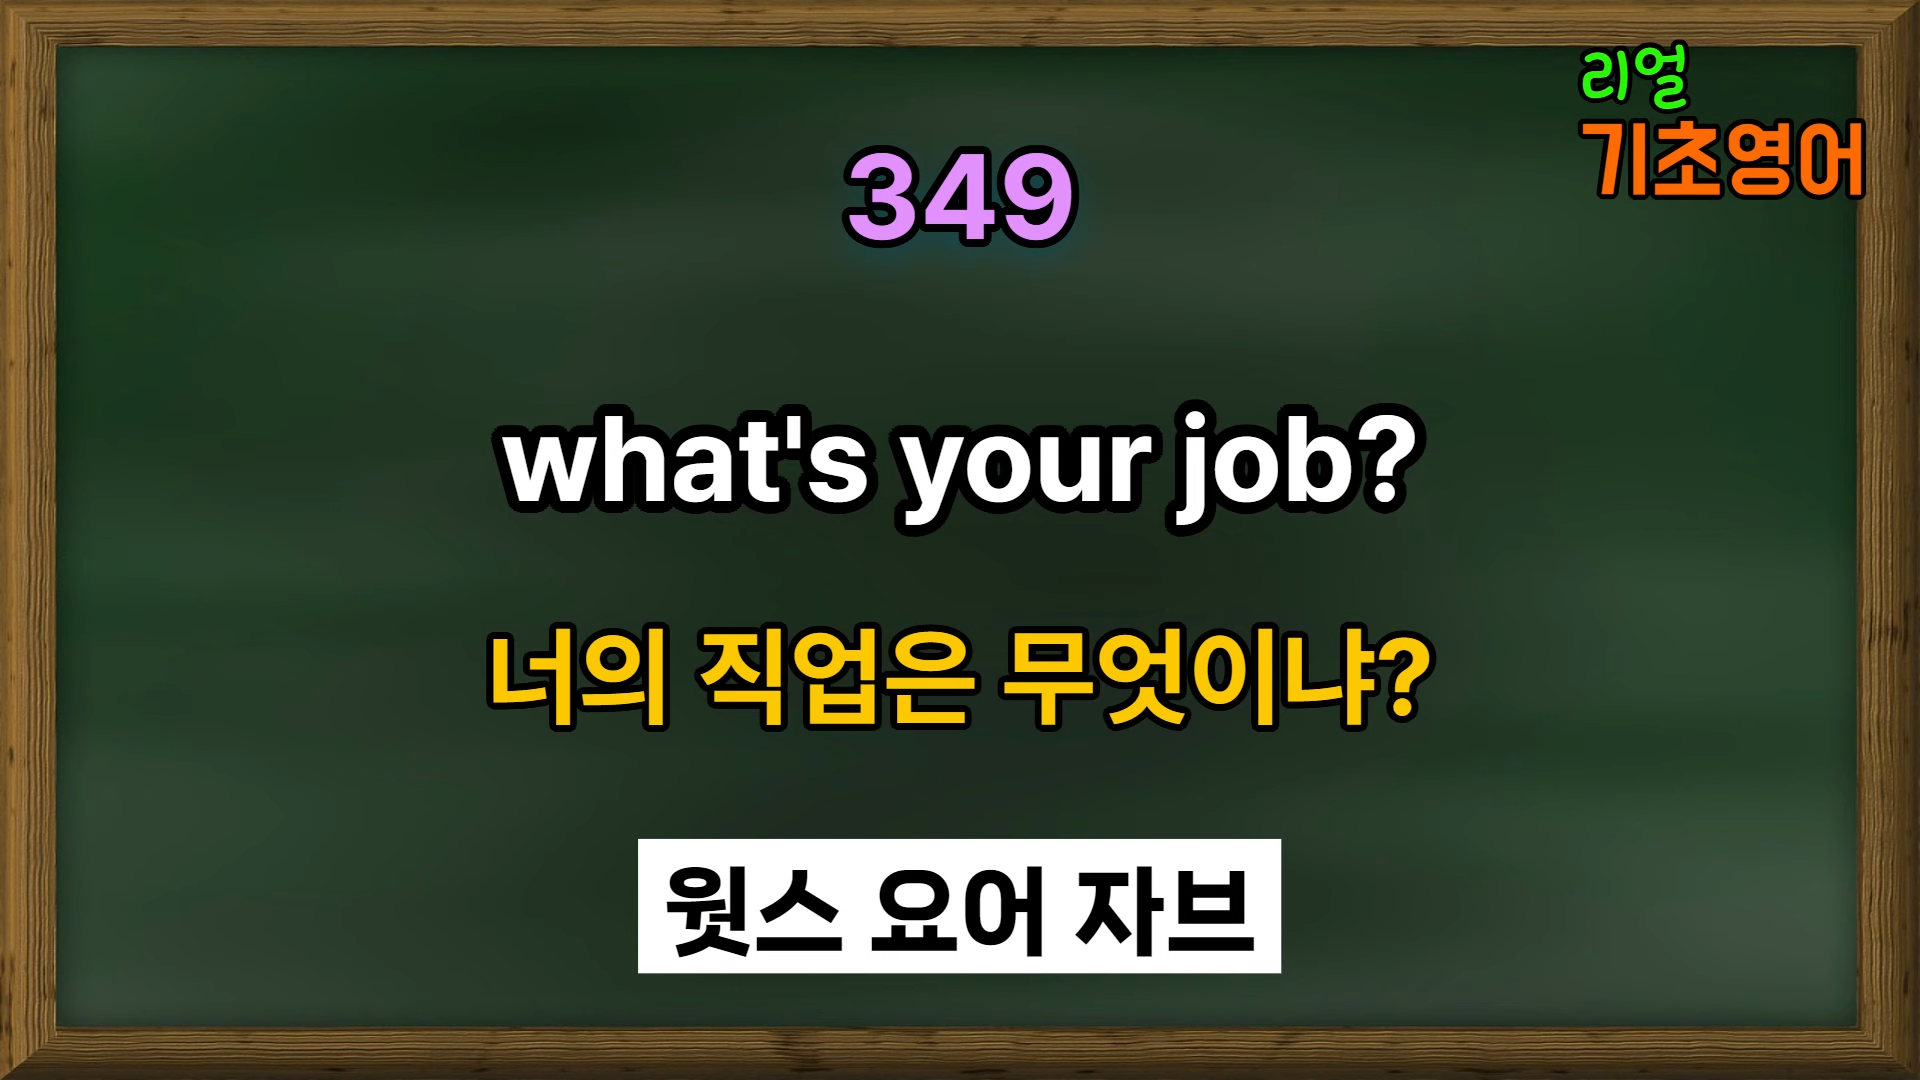 리얼
기초영어
349
what's your job?
너의 직업은 무엇이냐?
웟스 요어 자브